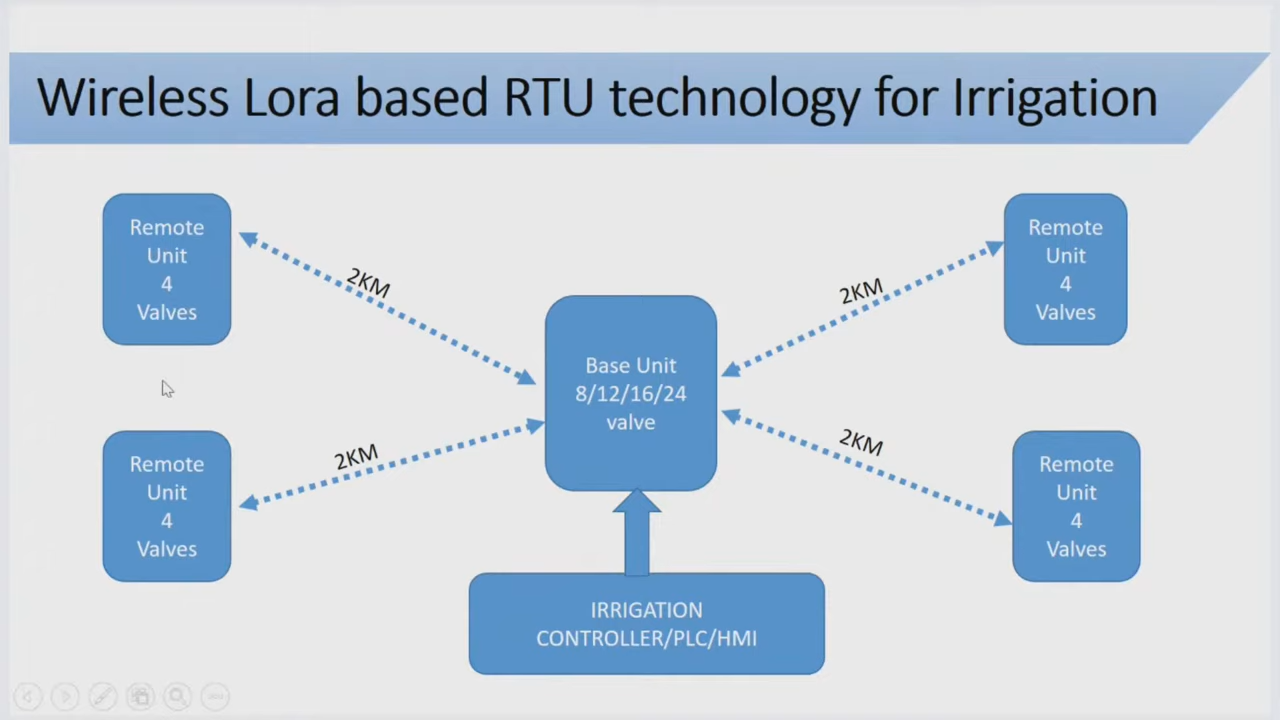 Wireless Lora based RTU technology for Irrigation
Remote
Unit
4
Valves
2KM
2KM
Remote
Unit
4
Valves
Base Unit
8/12/16/24
valve
Remote
Unit
4
Valves
2KM
2KM
Remote
Unit
4
Valves
IRRIGATION
CONTROLLER/PLC/HMI